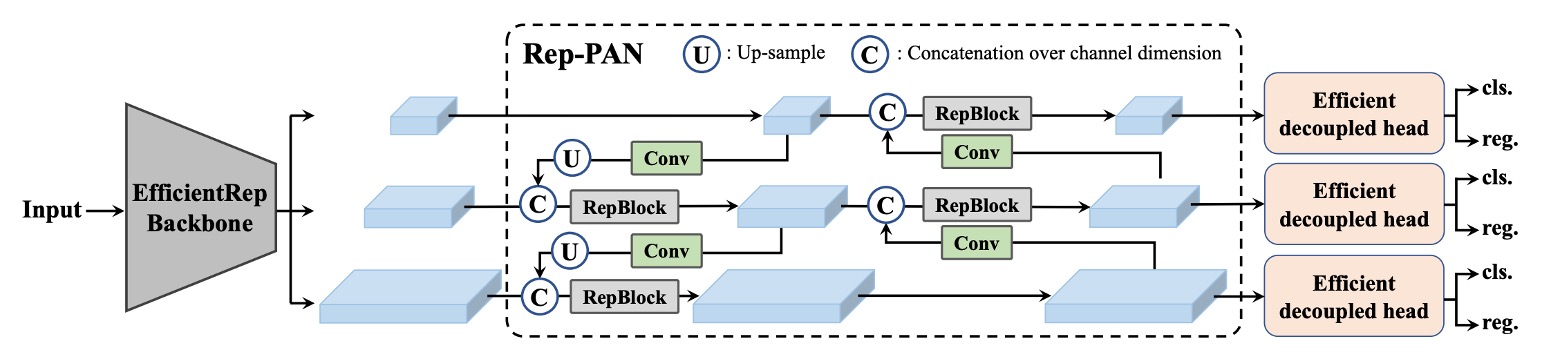 Rep-PAN
U : Up-sample
C : Concatenation over channel dimension
Input
EfficientRep
Backbone
C
RepBlock
Efficient
decoupled head
cls.
reg.
U
Conv
Conv
C
RepBlock
C
RepBlock
Efficient
decoupled head
cls.
reg.
U
Conv
Conv
C
RepBlock
Efficient
decoupled head
cls.
reg.